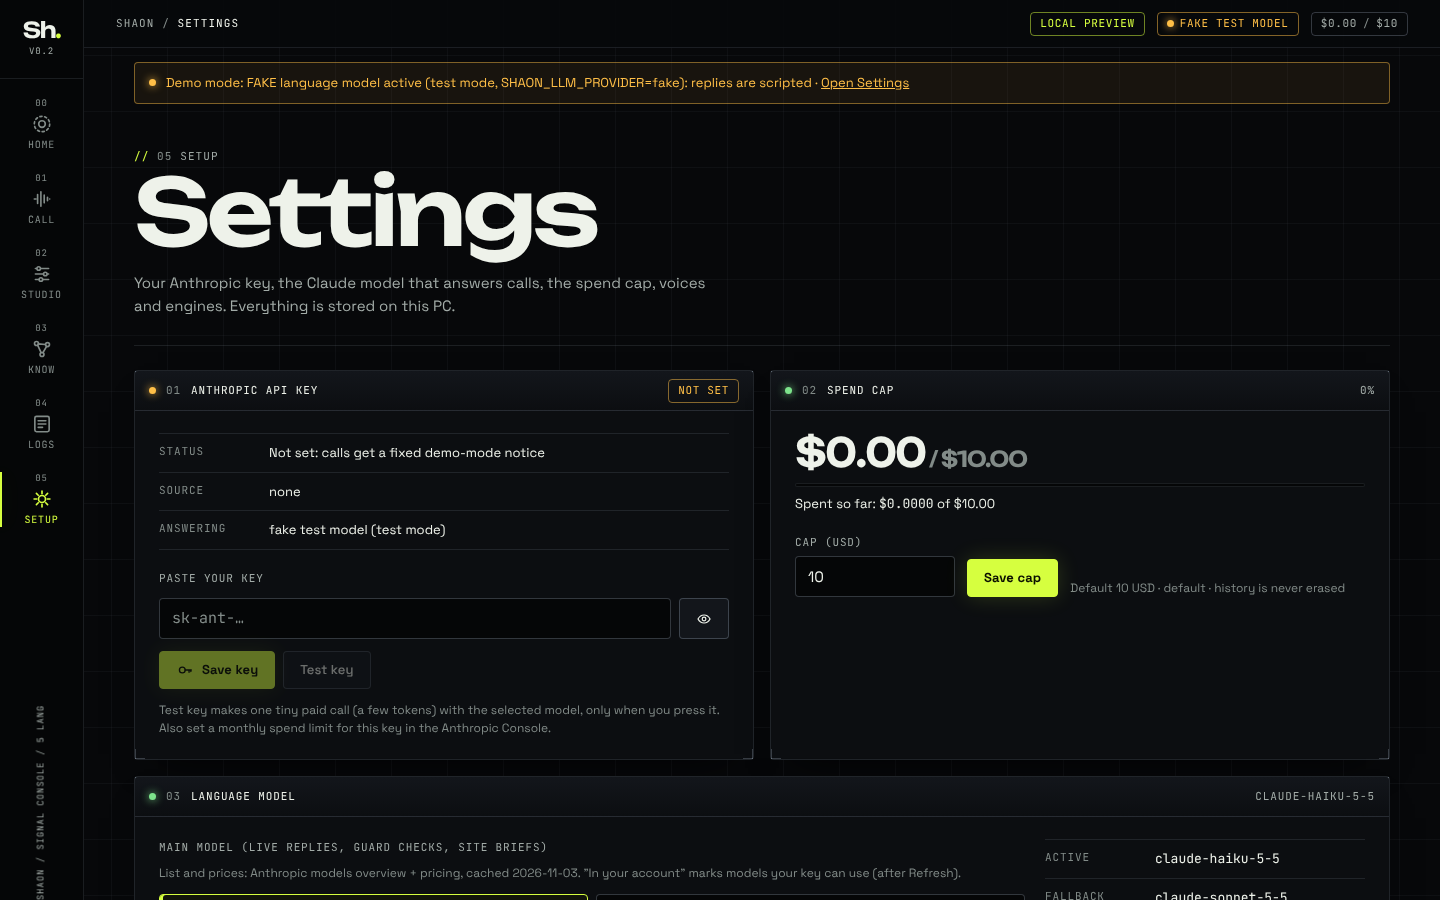 Sh.
V0.2
00
HOME
01
CALL
02
STUDIO
03
KNOW
04
LOGS
05
SETUP
SHAON / SIGNAL CONSOLE / 5 LANG
SHAON / SETTINGS
LOCAL PREVIEW
FAKE TEST MODEL
$0.00 / $10
Demo mode: FAKE language model active (test mode, SHAON_LLM_PROVIDER=fake): replies are scripted · Open Settings
// 05 SETUP
Settings
Your Anthropic key, the Claude model that answers calls, the spend cap, voices
and engines. Everything is stored on this PC.
01 ANTHROPIC API KEY
NOT SET
STATUS Not set: calls get a fixed demo-mode notice
SOURCE none
ANSWERING fake test model (test mode)
PASTE YOUR KEY
sk-ant-…
Save key
Test key
Test key makes one tiny paid call (a few tokens) with the selected model, only when you press it.
Also set a monthly spend limit for this key in the Anthropic Console.
02 SPEND CAP
0%
$0.00 / $10.00
Spent so far: $0.0000 of $10.00
CAP (USD)
10
Save cap
Default 10 USD · default · history is never erased
03 LANGUAGE MODEL
CLAUDE-HAIKU-5-5
MAIN MODEL (LIVE REPLIES, GUARD CHECKS, SITE BRIEFS)
List and prices: Anthropic models overview + pricing, cached 2026-11-03. "In your account" marks models your key can use (after Refresh).
ACTIVE claude-haiku-5-5
FALLBACK claude-sonnet-5-5